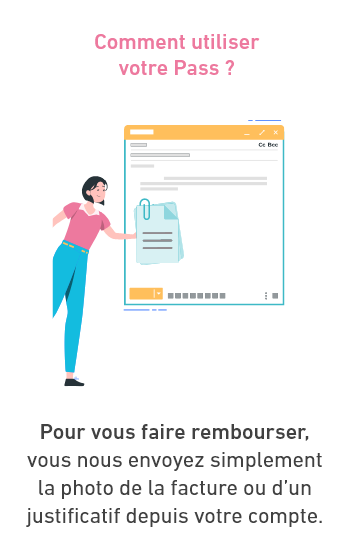 Comment utiliser
votre Pass ?
Cc Bcc
Pour vous faire rembourser,
vous nous envoyez simplement
la photo de la facture ou d'un
justificatif depuis votre compte.